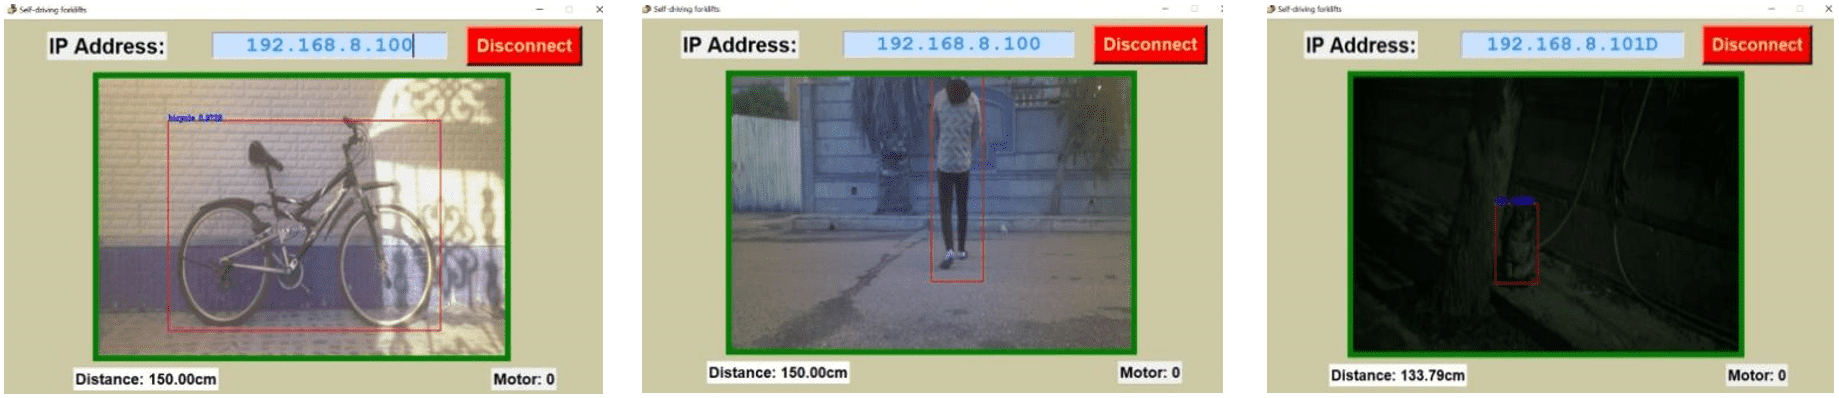 Self-driving forklifts
IP Address: 192.168.8.100 Disconnect
bicycle
Distance: 150.00cm Motor: 0
Self-driving forklifts
IP Address: 192.168.8.100 Disconnect
Distance: 150.00cm Motor: 0
Self-driving forklifts
IP Address: 192.168.8.101D Disconnect
Distance: 133.79cm Motor: 0